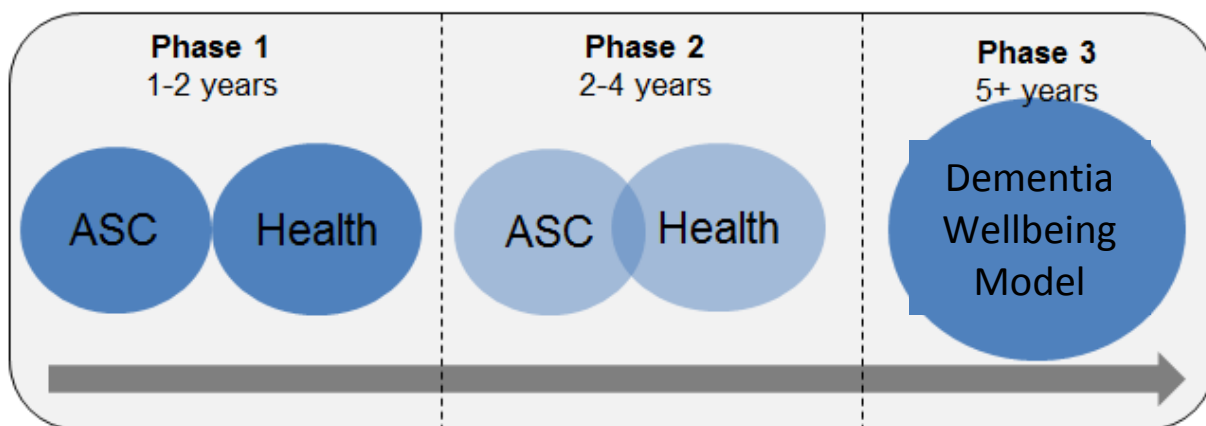 Phase 1
1-2 years
ASC
Health
Phase 2
2-4 years
ASC
Health
Phase 3
5+ years
Dementia
Wellbeing
Model